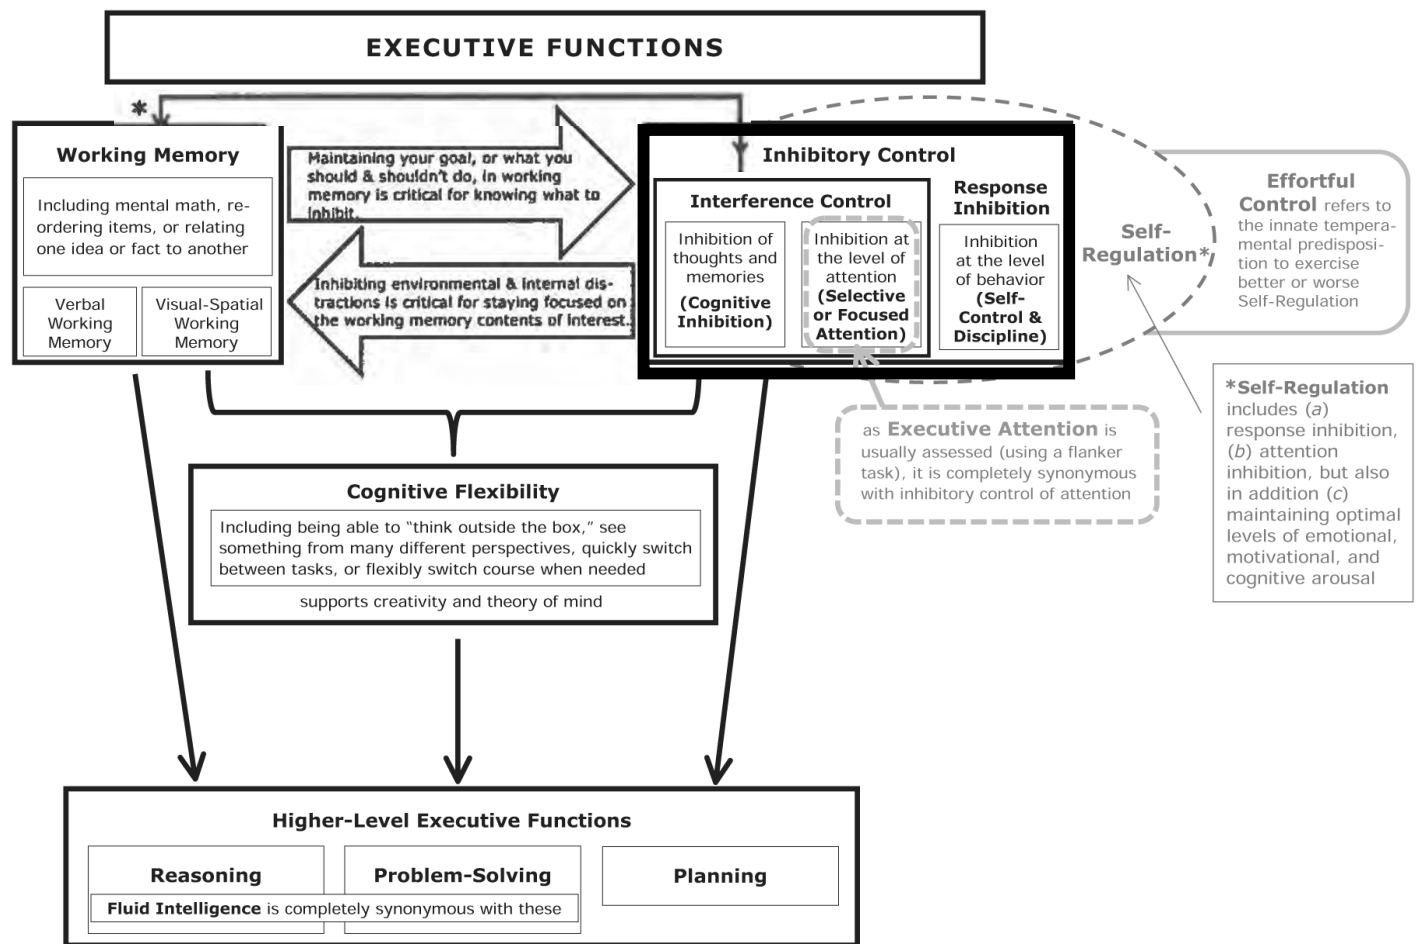 EXECUTIVE FUNCTIONS
*
Working Memory
Including mental math, re-
ordering items, or relating
one idea or fact to another
Verbal
Working
Memory
Visual-Spatial
Working
Memory
Maintaining your goal, or what you
should & shouldn't do, in working
memory is critical for knowing what to
inhibit.
Inhibiting environmental & internal dis-
tractions is critical for staying focused on
the working memory contents of interest.
Inhibitory Control
Interference Control
Inhibition of
thoughts and
memories
(Cognitive
Inhibition)
Inhibition at
the level of
attention
(Selective
or Focused
Attention)
Response
Inhibition
Inhibition
at the level
of behavior
(Self-
Control &
Discipline)
Self-
Regulation*
Effortful
Control refers to
the innate tempera-
mental predisposi-
tion to exercise
better or worse
Self-Regulation
as Executive Attention is
usually assessed (using a flanker
task), it is completely synonymous
with inhibitory control of attention
*Self-Regulation
includes (a)
response inhibition,
(b) attention
inhibition, but also
in addition (c)
maintaining optimal
levels of emotional,
motivational, and
cognitive arousal
Cognitive Flexibility
Including being able to “think outside the box,” see
something from many different perspectives, quickly switch
between tasks, or flexibly switch course when needed
supports creativity and theory of mind
Higher-Level Executive Functions
Reasoning
Problem-Solving
Planning
Fluid Intelligence is completely synonymous with these